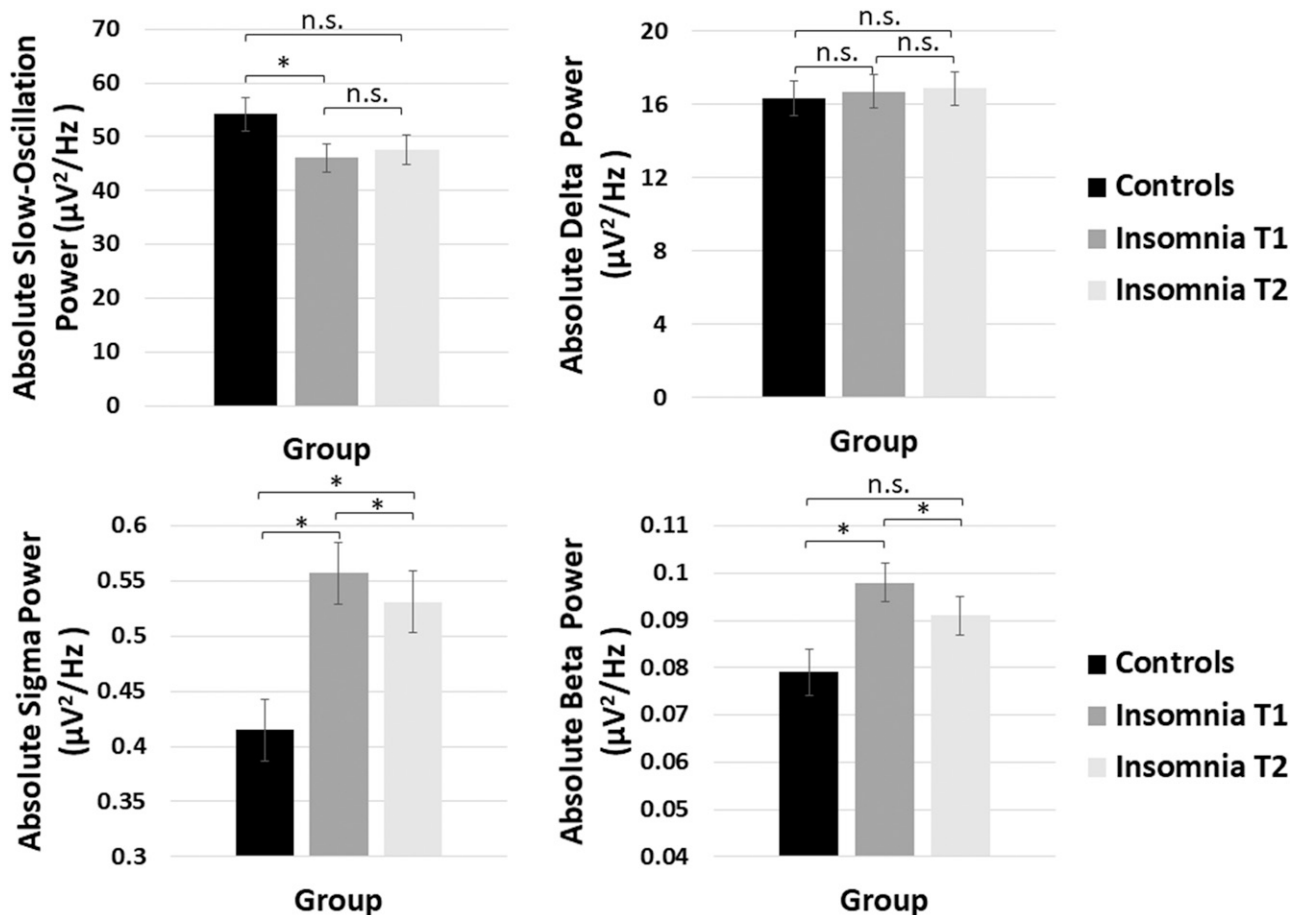 Absolute Slow-Oscillation
Power (µV²/Hz )
70
60
50
40
30
20
10
0
n.s.
*
n.s.
Group
Absolute Delta Power
(µV²/Hz )
20
16
12
8
4
0
n.s.
n.s.
n.s.
Group
Controls
Insomnia T1
Insomnia T2
Absolute Sigma Power
(µV²/Hz )
0.6
0.55
0.5
0.45
0.4
0.35
0.3
*
*
*
Group
Absolute Beta Power
(µV²/Hz )
0.11
0.1
0.09
0.08
0.07
0.06
0.05
0.04
n.s.
*
*
Group
Controls
Insomnia T1
Insomnia T2